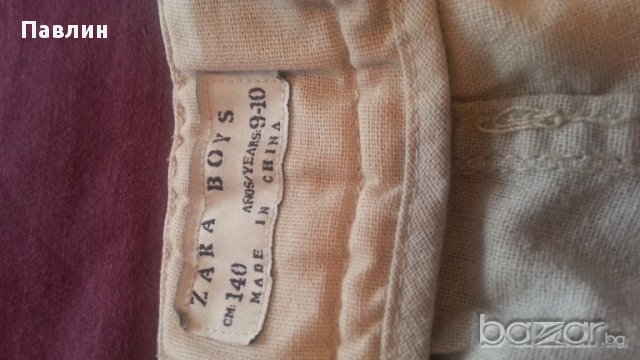 Павлин
ZARA BOYS
CM: 140 AÑOS/YEARS: 9-10
MADE IN CHINA
bazar.bg